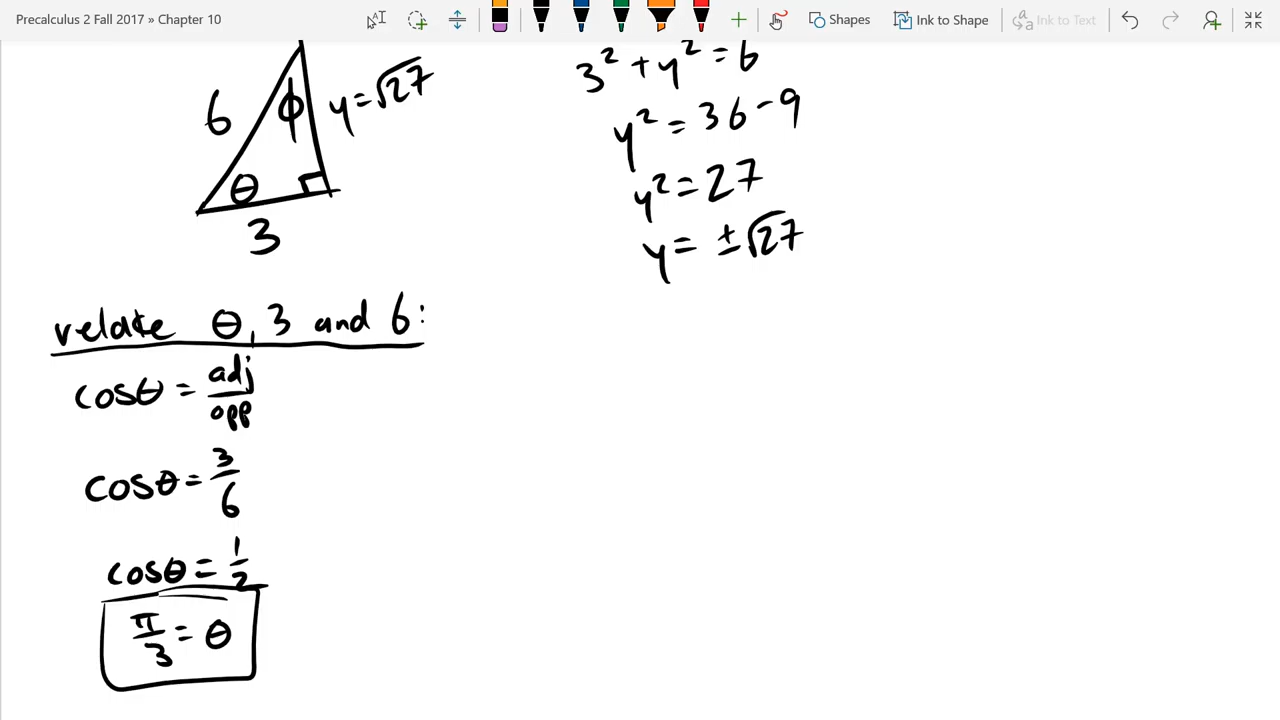 Precalculus 2 Fall 2017 » Chapter 10
Shapes
Ink to Shape
Ink to Text
6
ϕ
y=√27
θ
3
3² + y² = 6
y² = 36 - 9
y² = 27
y = ±√27
relate θ, 3 and 6:
cosθ = adj/opp
cosθ = 3/6
cosθ = 1/2
π/3 = θ